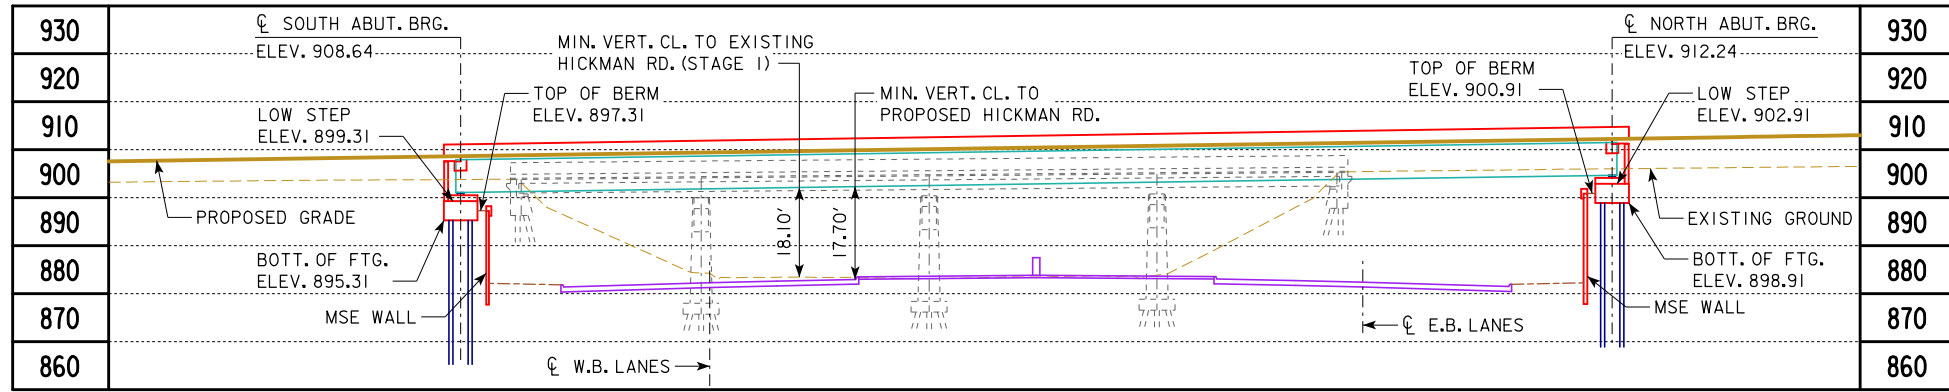 930
920
910
900
890
880
870
860
℄ SOUTH ABUT. BRG.
ELEV. 908.64
MIN. VERT. CL. TO EXISTING
HICKMAN RD. (STAGE 1)
℄ NORTH ABUT. BRG.
ELEV. 912.24
LOW STEP
ELEV. 899.31
TOP OF BERM
ELEV. 897.31
MIN. VERT. CL. TO
PROPOSED HICKMAN RD.
TOP OF BERM
ELEV. 900.91
LOW STEP
ELEV. 902.91
PROPOSED GRADE
18.10'
17.70'
EXISTING GROUND
BOTT. OF FTG.
ELEV. 895.31
BOTT. OF FTG.
ELEV. 898.91
MSE WALL
MSE WALL
℄ E.B. LANES
℄ W.B. LANES
930
920
910
900
890
880
870
860